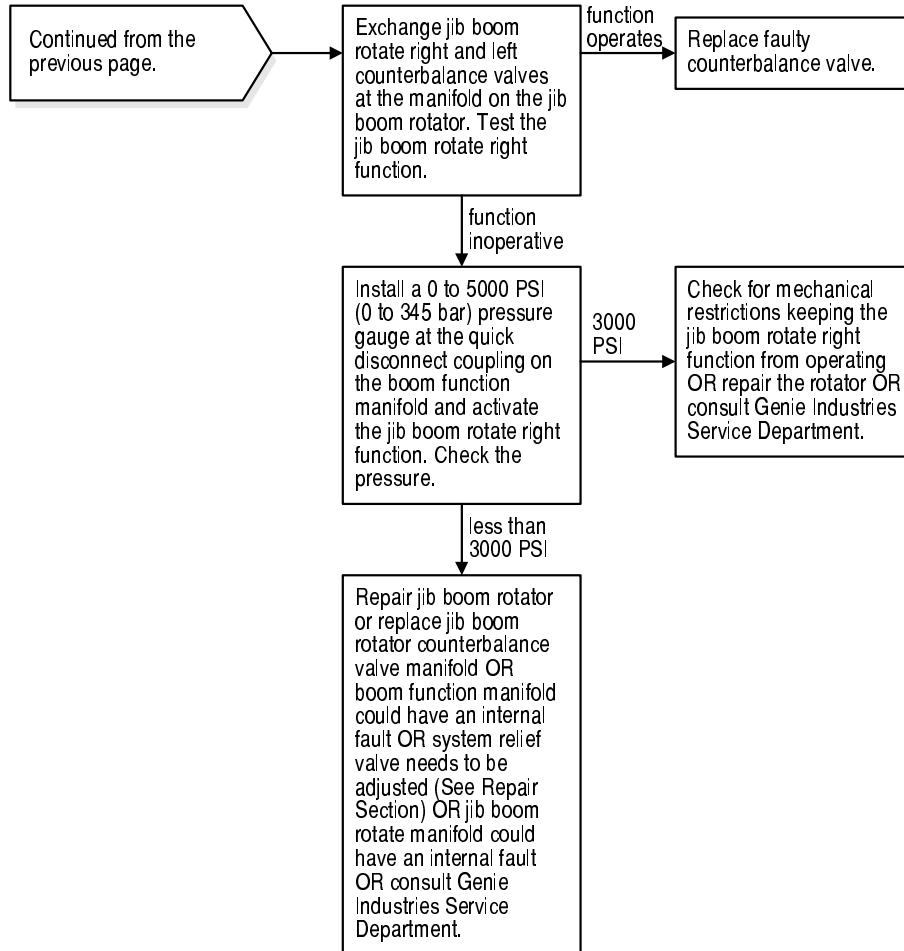 Continued from the
previous page.
Exchange jib boom
rotate right and left
counterbalance valves
at the manifold on the jib
boom rotator. Test the
jib boom rotate right
function.
function
operates
Replace faulty
counterbalance valve.
function
inoperative
Install a 0 to 5000 PSI
(0 to 345 bar) pressure
gauge at the quick
disconnect coupling on
the boom function
manifold and activate
the jib boom rotate right
function. Check the
pressure.
3000
PSI
Check for mechanical
restrictions keeping the
jib boom rotate right
function from operating
OR repair the rotator OR
consult Genie Industries
Service Department.
less than
3000 PSI
Repair jib boom rotator
or replace jib boom
rotator counterbalance
valve manifold OR
boom function manifold
could have an internal
fault OR system relief
valve needs to be
adjusted (See Repair
Section) OR jib boom
rotate manifold could
have an internal fault
OR consult Genie
Industries Service
Department.